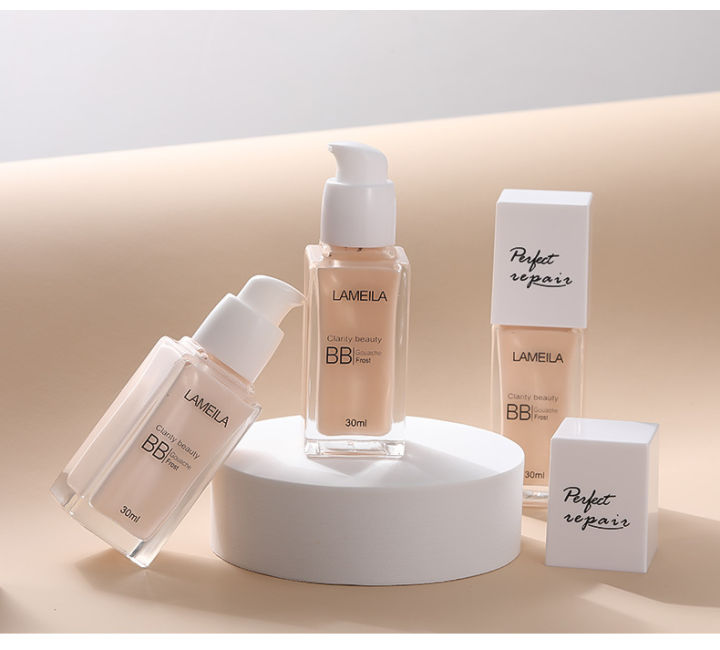 LAMEILA
Clarity beauty
BB Gouache
Frost
30ml
LAMEILA
Clarity beauty
BB Gouache
Frost
30ml
Perfect
repair
LAMEILA
Clarity beauty
BB Gouache
Frost
30ml
Perfect
repair